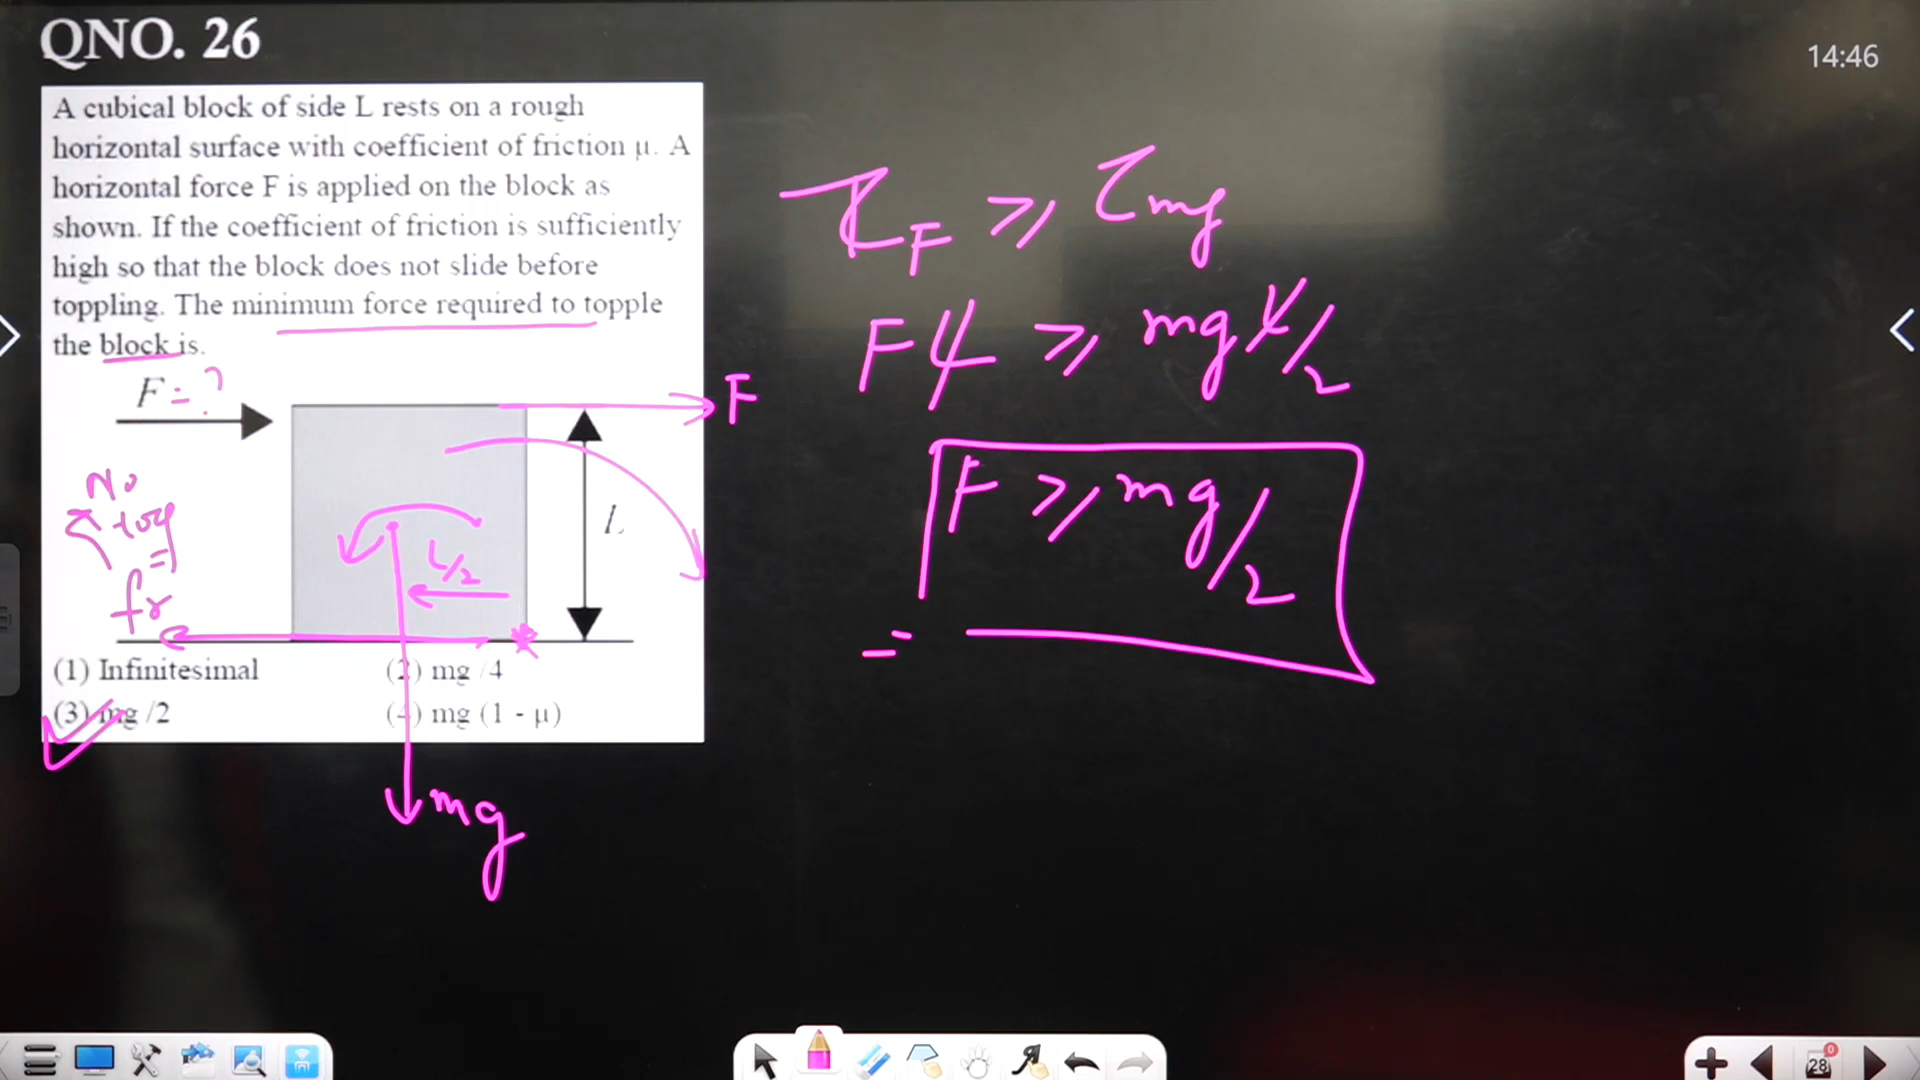 QNO. 26
14:46
A cubical block of side L rests on a rough
horizontal surface with coefficient of friction μ. A
horizontal force F is applied on the block as
shown. If the coefficient of friction is sufficiently
high so that the block does not slide before
toppling. The minimum force required to topple
the block is.
F = ?
F
L
No
fr
L/2
(1) Infinitesimal (2) mg /4
(3) mg /2 (4) mg (1 - μ)
mg
τF ≥ τmg
FL ≥ mg L/2
F ≥ mg/2
=
28
0